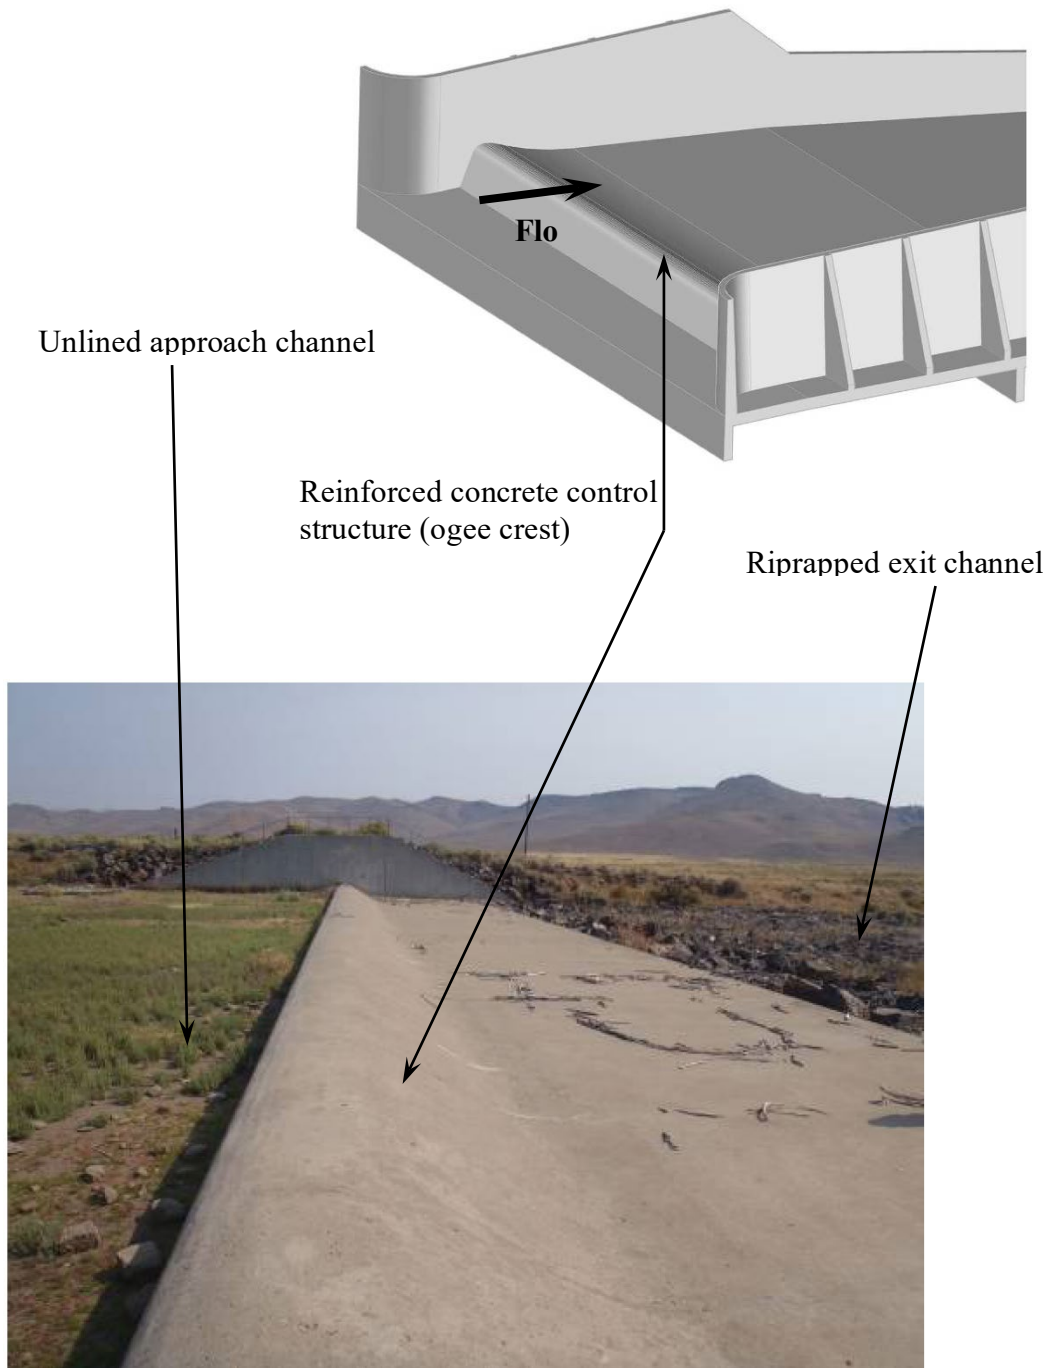 Flo
Unlined approach channel
Reinforced concrete control
structure (ogee crest)
Riprapped exit channel